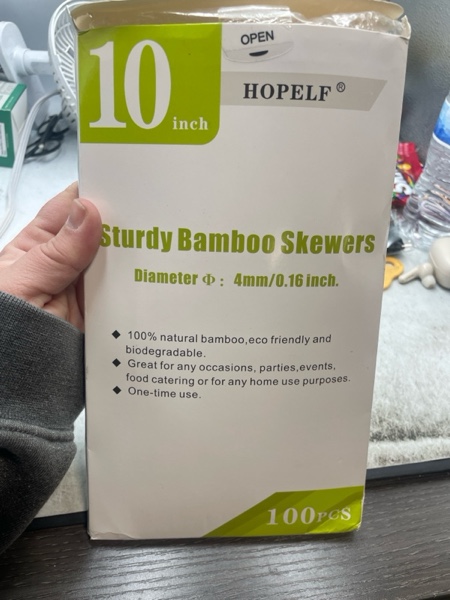 OPEN
10 inch
HOPELF ®
Sturdy Bamboo Skewers
Diameter Φ : 4mm/0.16 inch.
◆ 100% natural bamboo,eco friendly and
biodegradable.
◆ Great for any occasions, parties,events,
food catering or for any home use purposes.
◆ One-time use.
100PCS